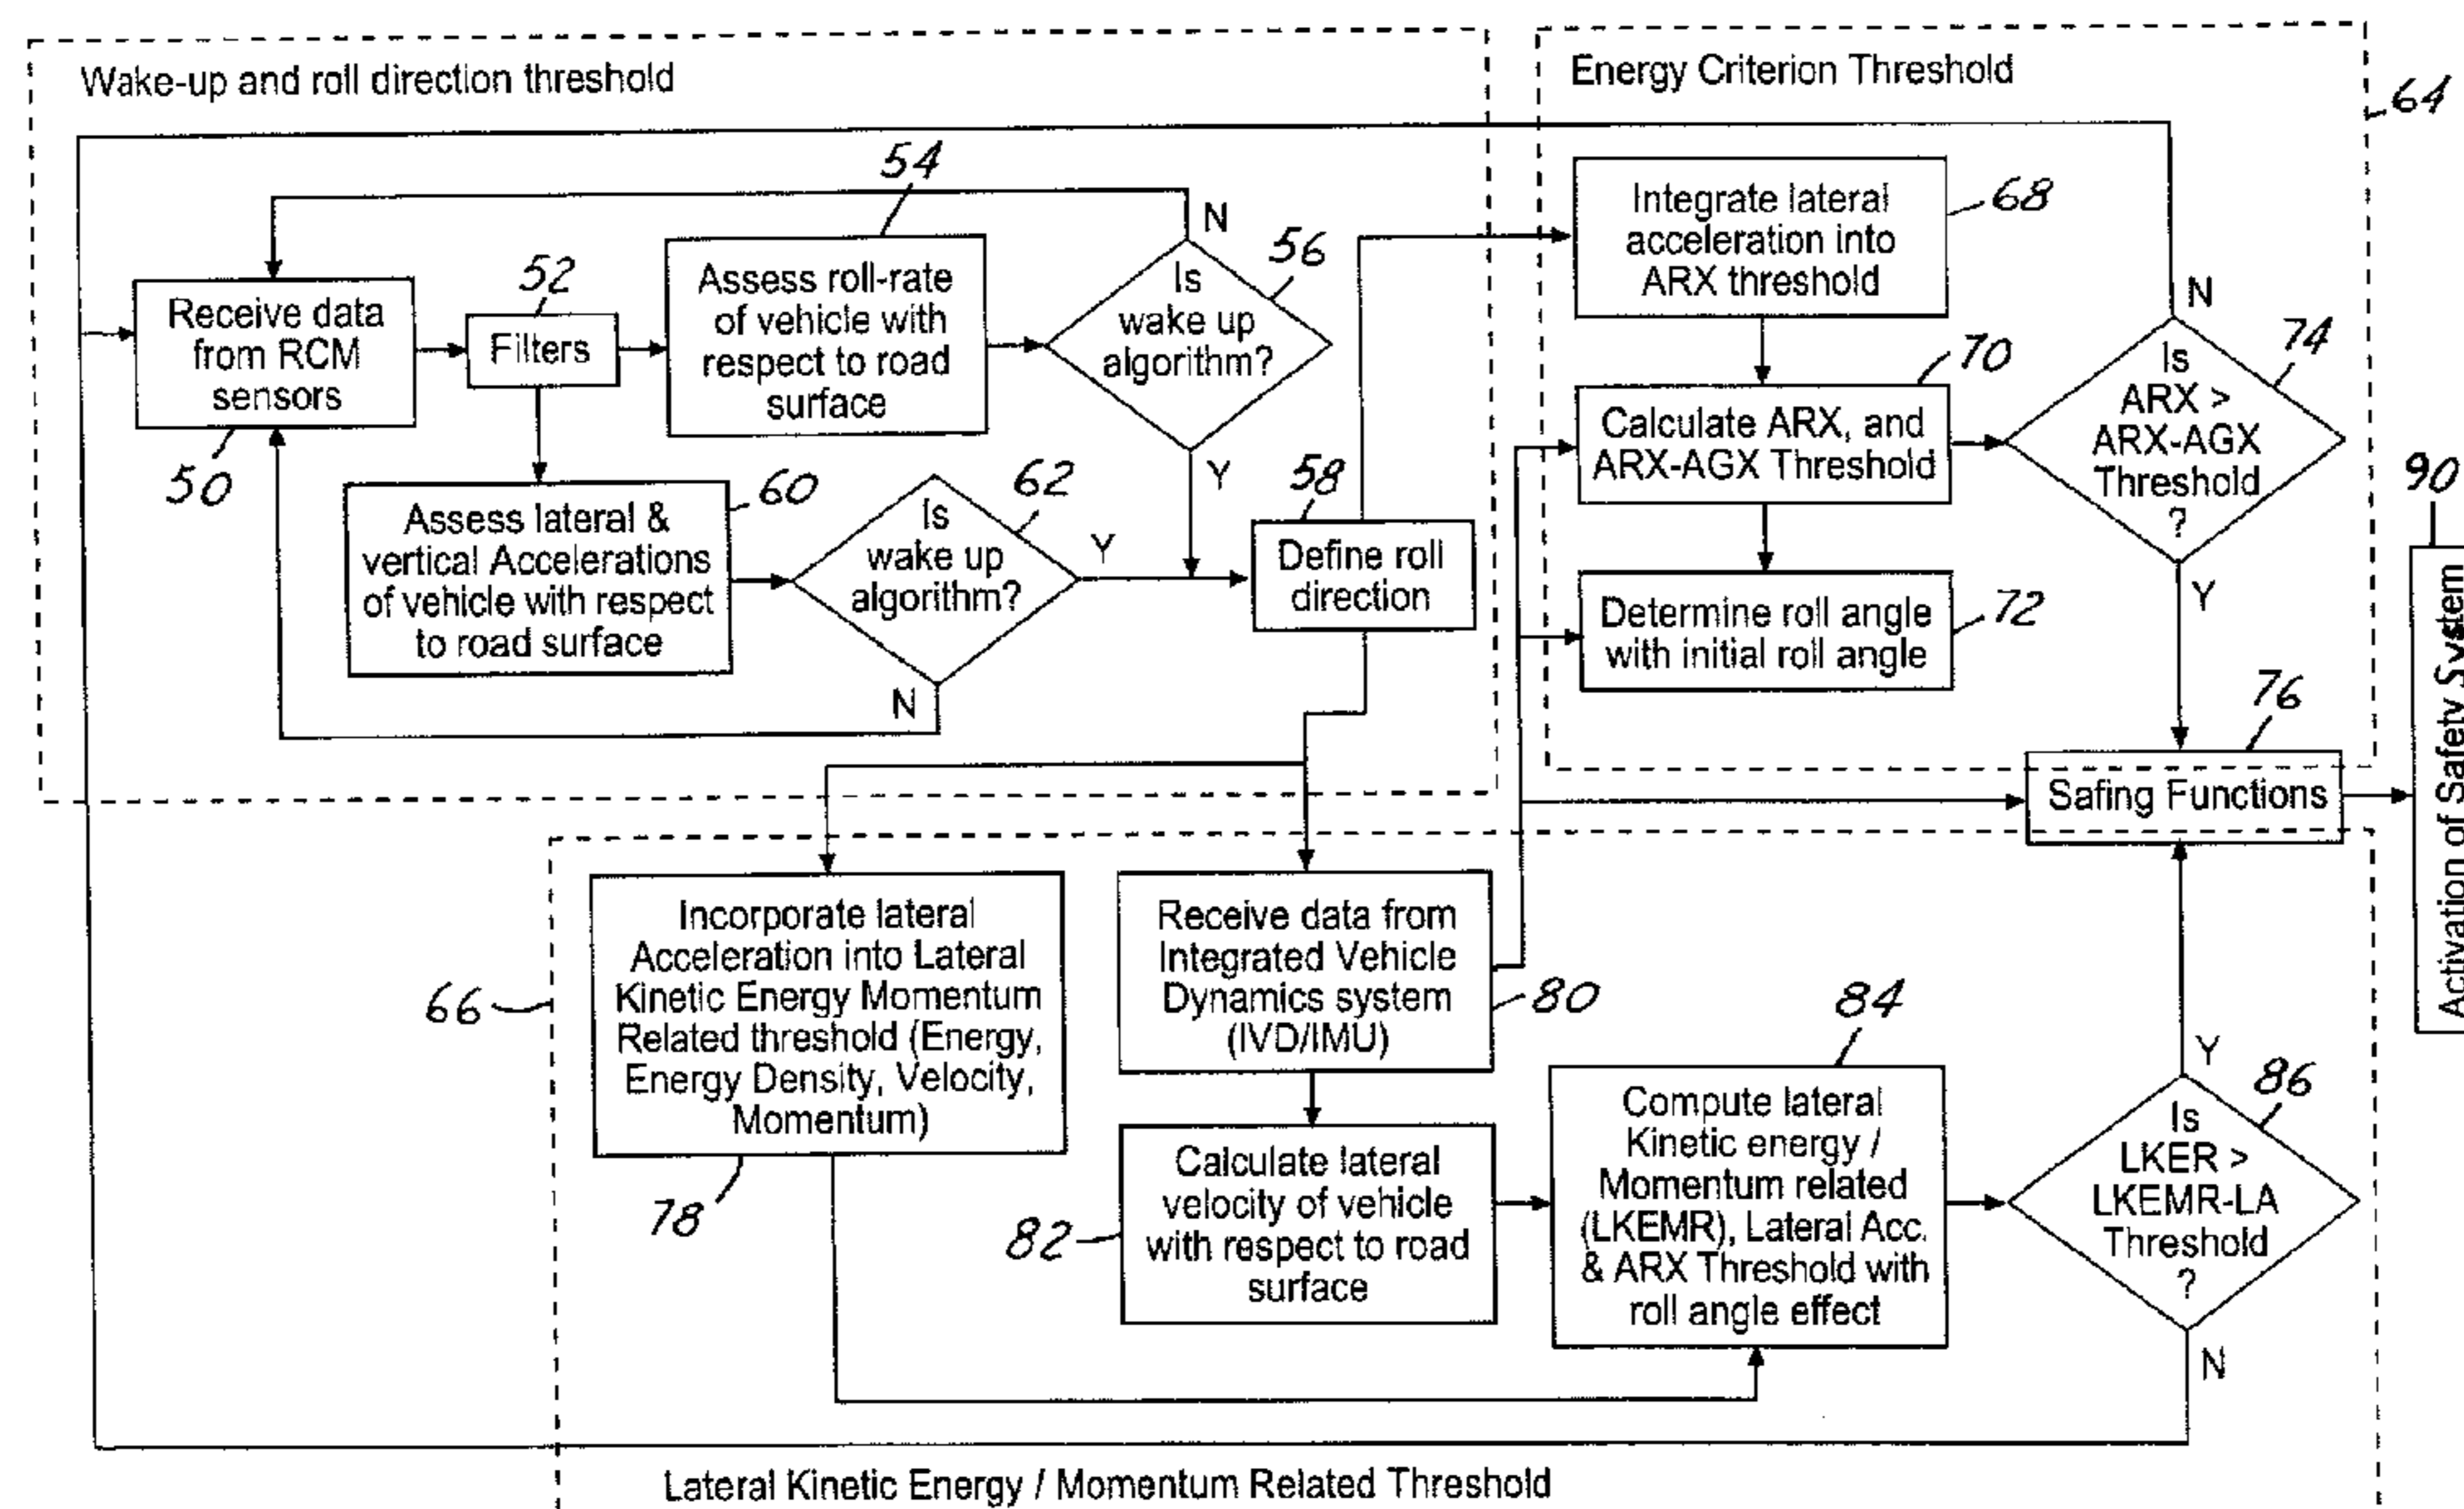 Wake-up and roll direction threshold
Energy Criterion Threshold
64
54
Integrate lateral
acceleration into
ARX threshold
68
N
56
Is
wake up
algorithm?
Y
52
Assess roll-rate
of vehicle with
respect to road
surface
Receive data
from RCM
sensors
50
Filters
N
74
Is
ARX >
ARX-AGX
Threshold
?
Y
70
Calculate ARX, and
ARX-AGX Threshold
60
Assess lateral &
vertical Accelerations
of vehicle with respect
to road surface
62
Is
wake up
algorithm?
Y
N
58
Define roll
direction
Determine roll angle
with initial roll angle
72
90
Activation of Safety System
76
Safing Functions
66
Incorporate lateral
Acceleration into Lateral
Kinetic Energy Momentum
Related threshold (Energy,
Energy Density, Velocity,
Momentum)
78
Receive data from
Integrated Vehicle
Dynamics system
(IVD/IMU)
80
82
Calculate lateral
velocity of vehicle
with respect to road
surface
84
Compute lateral
Kinetic energy /
Momentum related
(LKEMR), Lateral Acc.
& ARX Threshold with
roll angle effect
Y
86
Is
LKER >
LKEMR-LA
Threshold
?
N
Lateral Kinetic Energy / Momentum Related Threshold